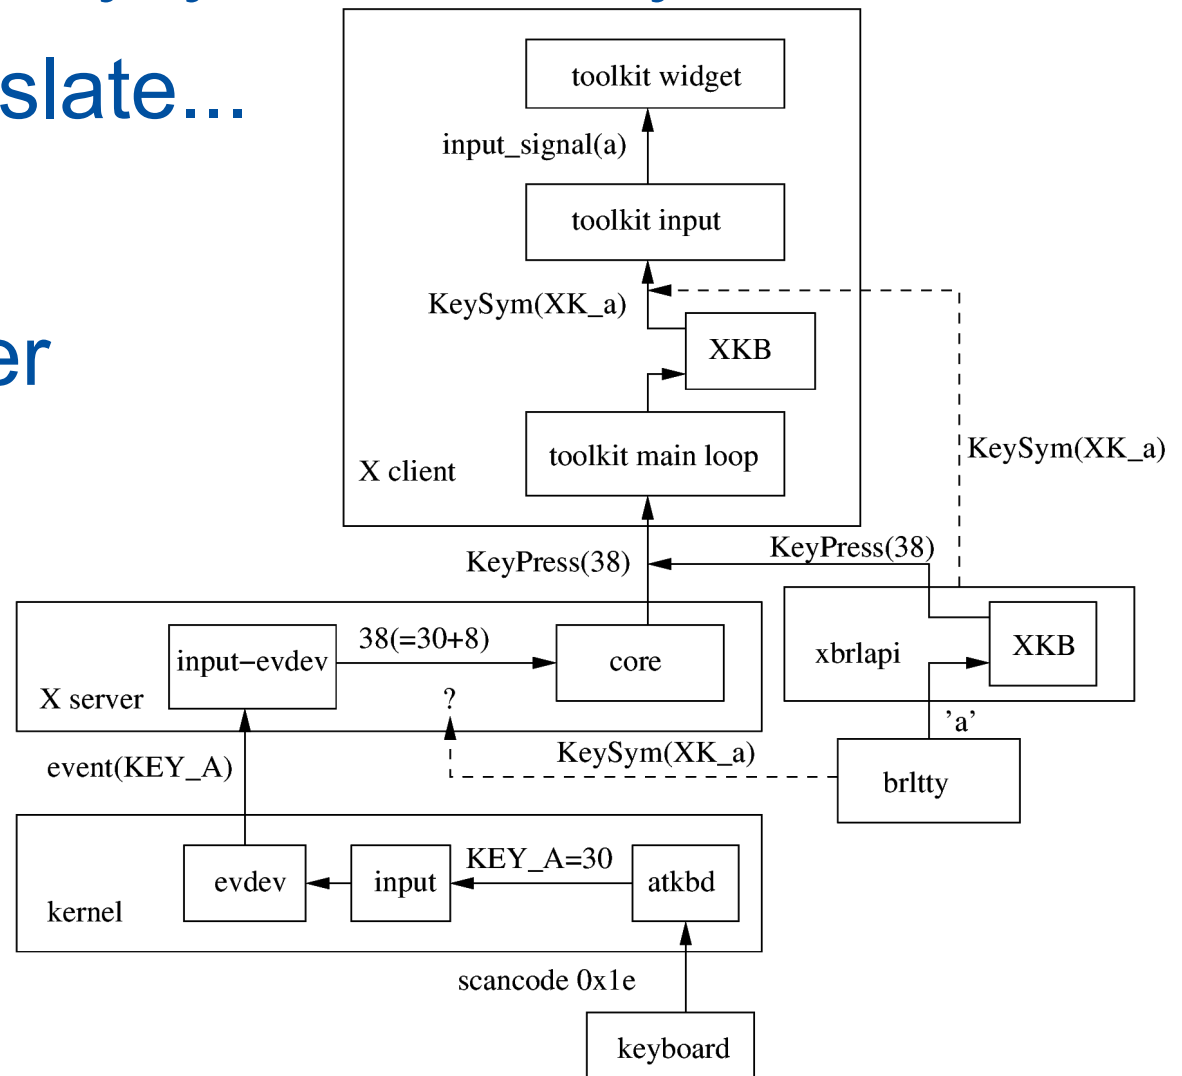 slate...
er
toolkit widget
input_signal(a)
toolkit input
KeySym(XK_a)
XKB
toolkit main loop
X client
KeySym(XK_a)
KeyPress(38)
KeyPress(38)
38(=30+8)
input−evdev
core
xbrlapi
XKB
X server
?
'a'
event(KEY_A)
KeySym(XK_a)
brltty
KEY_A=30
evdev
input
atkbd
kernel
scancode 0x1e
keyboard